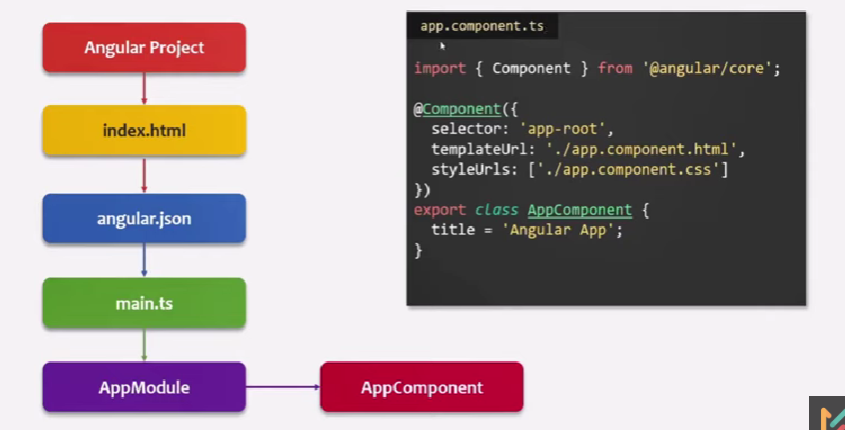 Angular Project
index.html
angular.json
main.ts
AppModule
AppComponent
app.component.ts
import { Component } from '@angular/core';
@Component({
selector: 'app-root',
templateUrl: './app.component.html',
styleUrls: ['./app.component.css']
})
export class AppComponent {
title = 'Angular App';
}